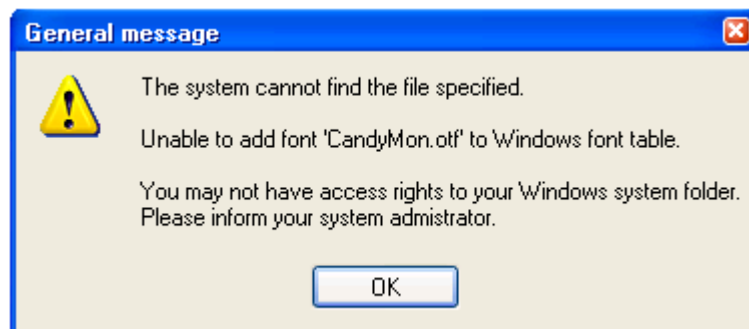 General message
The system cannot find the file specified.
Unable to add font 'CandyMon.otf' to Windows font table.
You may not have access rights to your Windows system folder.
Please inform your system admistrator.
OK